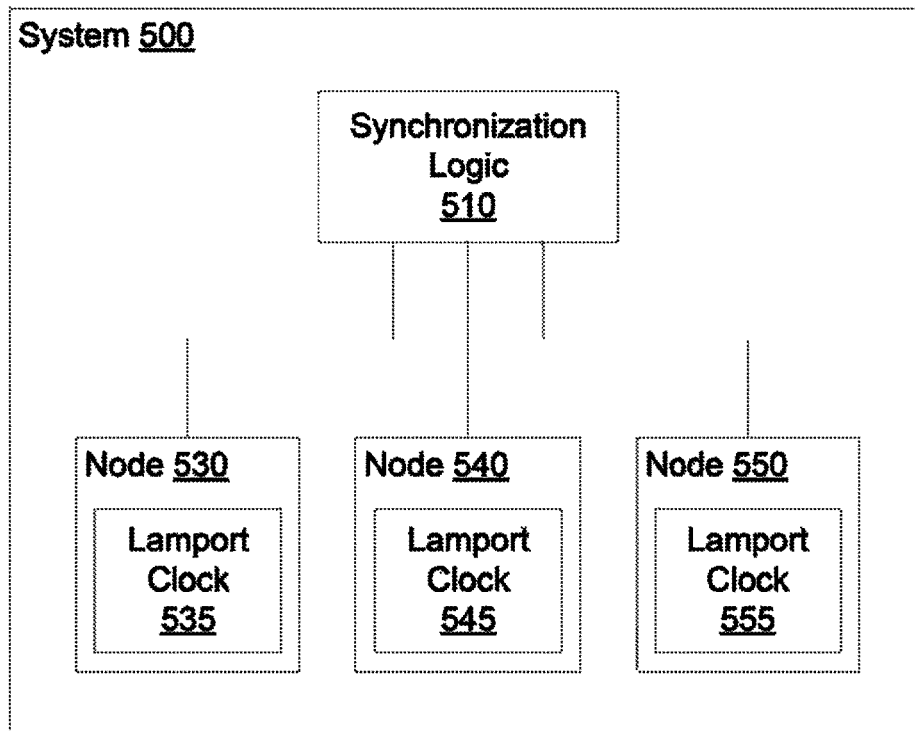 System 500
Synchronization
Logic
510
Node 530
Node 540
Node 550
Lamport
Clock
535
Lamport
Clock
545
Lamport
Clock
555